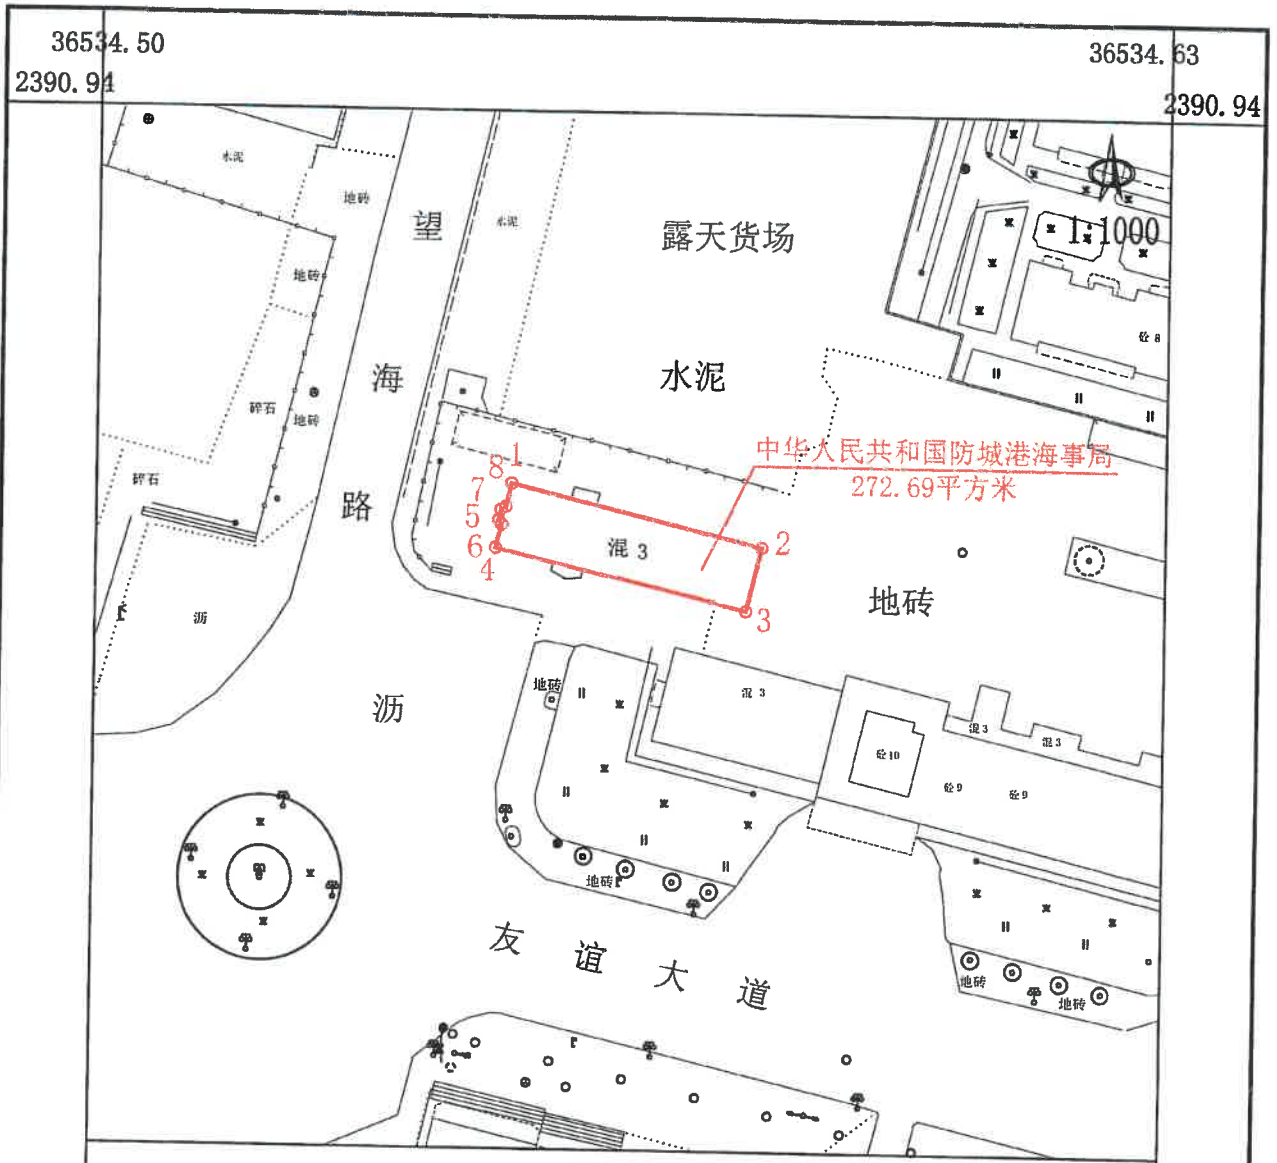 36534.50
36534.63
2390.94
2390.94
水泥
地砖
望
水泥
露天货场
1:1000
地砖
海
水泥
砼8
碎石
地砖
中华人民共和国防城港海事局
272.69平方米
碎石
路
1
8
7
5
6
4
2
3
混3
地砖
沥
沥
地砖
混3
混3
混3
砼10
砼9
砼9
地砖
友谊大道
地砖
地砖